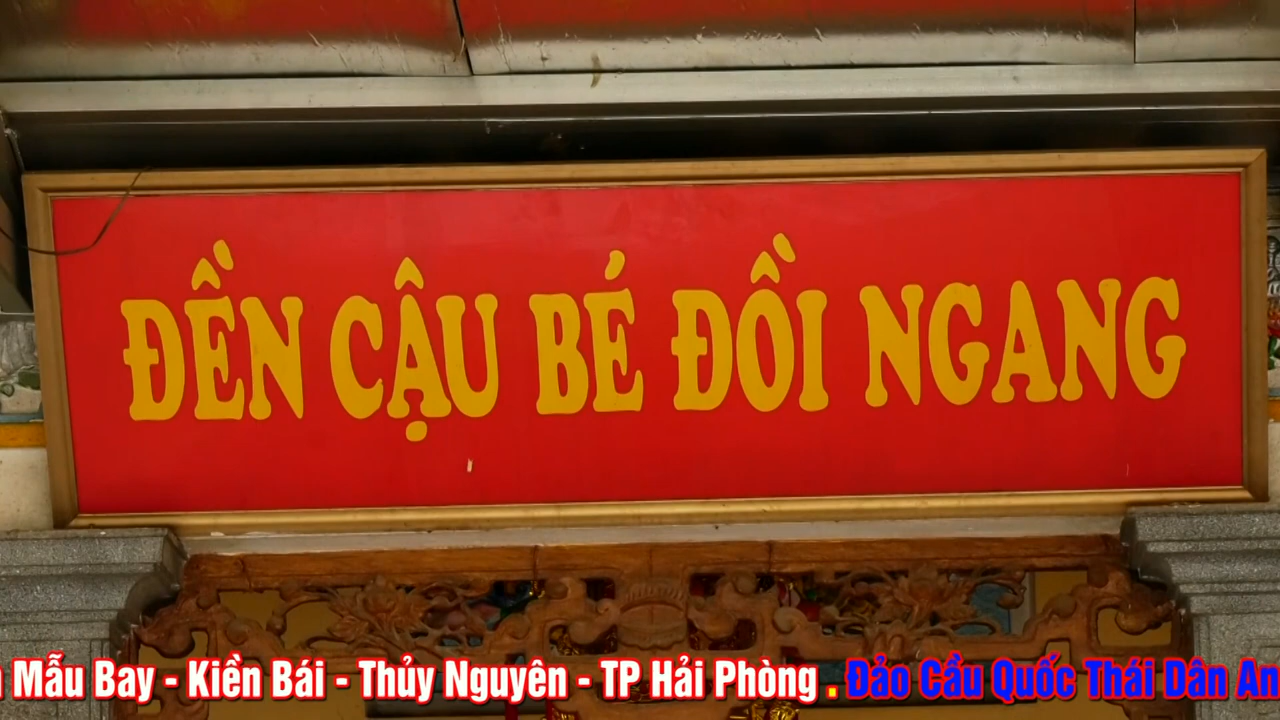 ĐỀN CẬU BÉ ĐỒI NGANG
Mẫu Bay - Kiền Bái - Thủy Nguyên - TP Hải Phòng . Đảo Cầu Quốc Thái Dân An